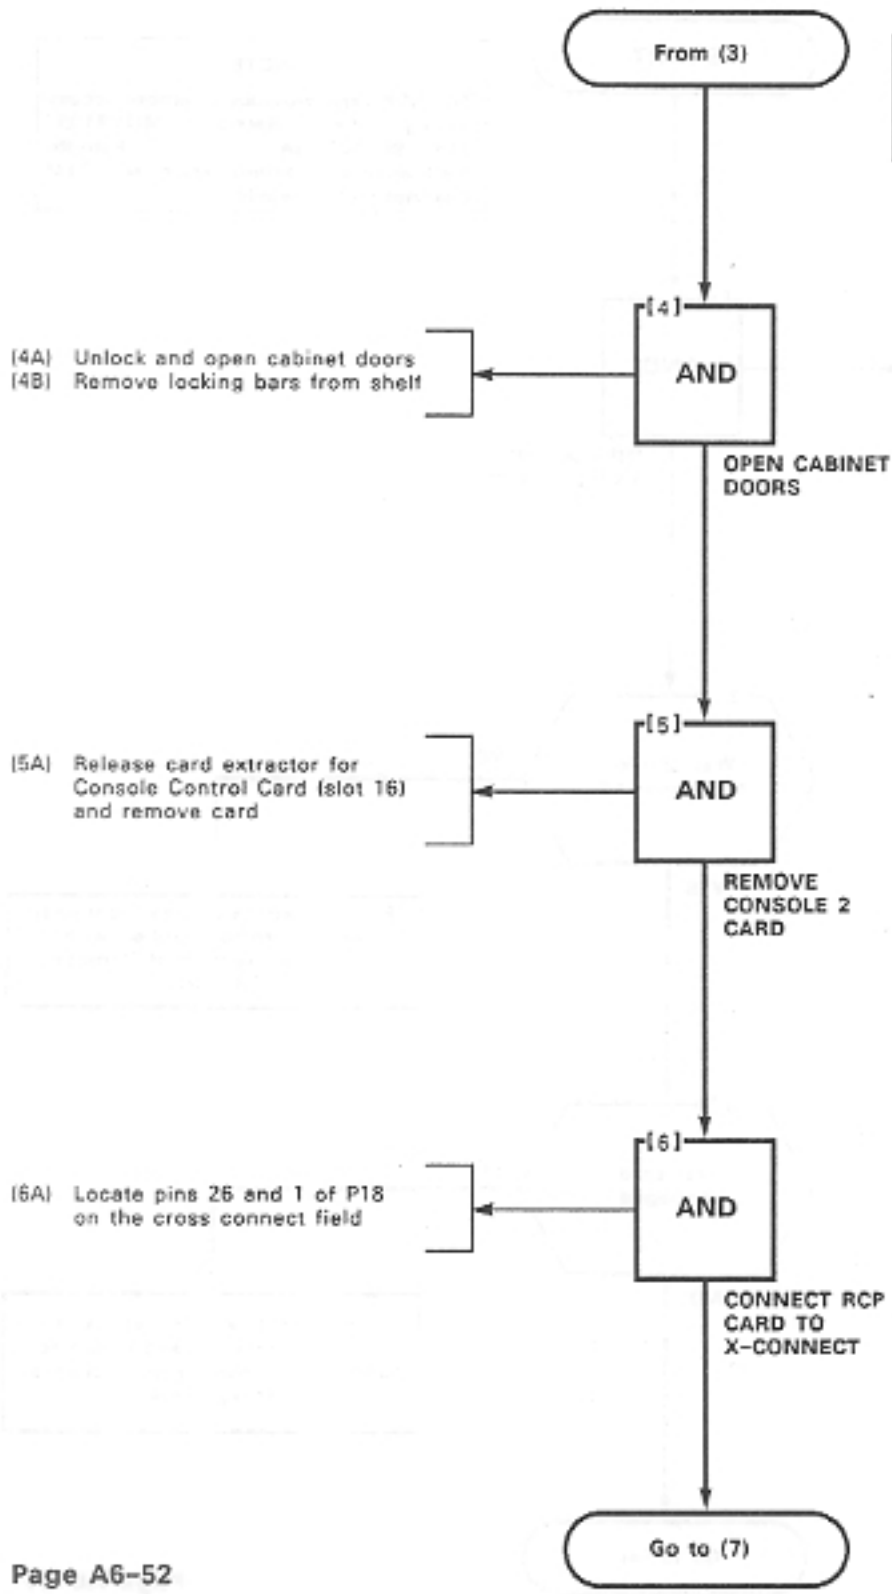 From (3)
[4]
(4A) Unlock and open cabinet doors
(4B) Remove locking bars from shelf
AND
OPEN CABINET
DOORS
[5]
(5A) Release card extractor for
Console Control Card (slot 16)
and remove card
AND
REMOVE
CONSOLE 2
CARD
[6]
(6A) Locate pins 26 and 1 of P18
on the cross connect field
AND
CONNECT RCP
CARD TO
X-CONNECT
Go to (7)
Page A6-52